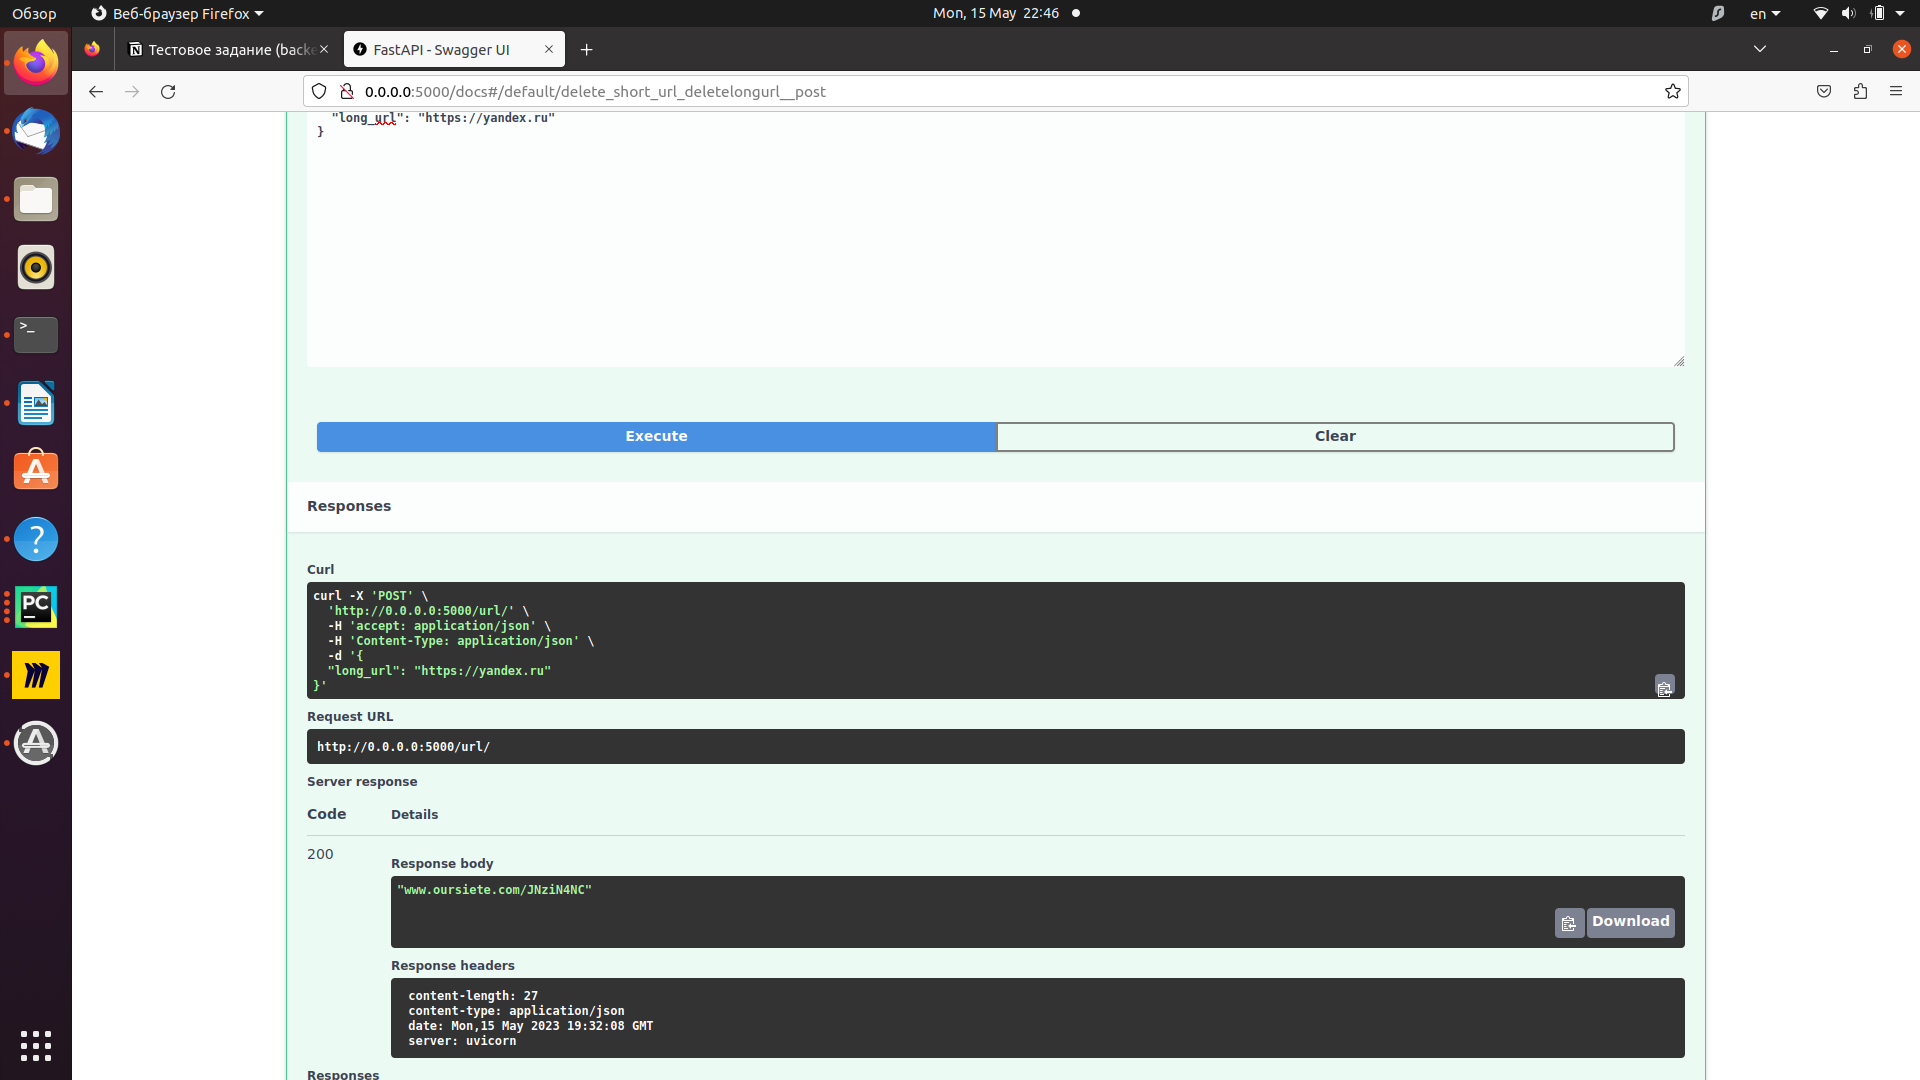 Обзор
Веб-браузер Firefox
Mon, 15 May 22:46
en
Тестовое задание (backe
FastAPI - Swagger UI
0.0.0.0:5000/docs#/default/delete_short_url_deletelongurl__post
"long_url": "https://yandex.ru"
}
Execute
Clear
Responses
Curl
curl -X 'POST' \
'http://0.0.0.0:5000/url/' \
-H 'accept: application/json' \
-H 'Content-Type: application/json' \
-d '{
"long_url": "https://yandex.ru"
}'
Request URL
http://0.0.0.0:5000/url/
Server response
Code
Details
200
Response body
"www.oursiete.com/JNziN4NC"
Download
Response headers
content-length: 27
content-type: application/json
date: Mon,15 May 2023 19:32:08 GMT
server: uvicorn
Responses
PC